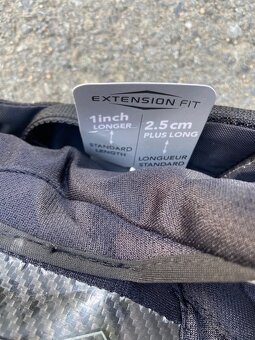 EXTENSION FIT
1inch
LONGER
STANDARD
LENGTH
2.5cm
PLUS LONG
LONGUEUR
STANDARD